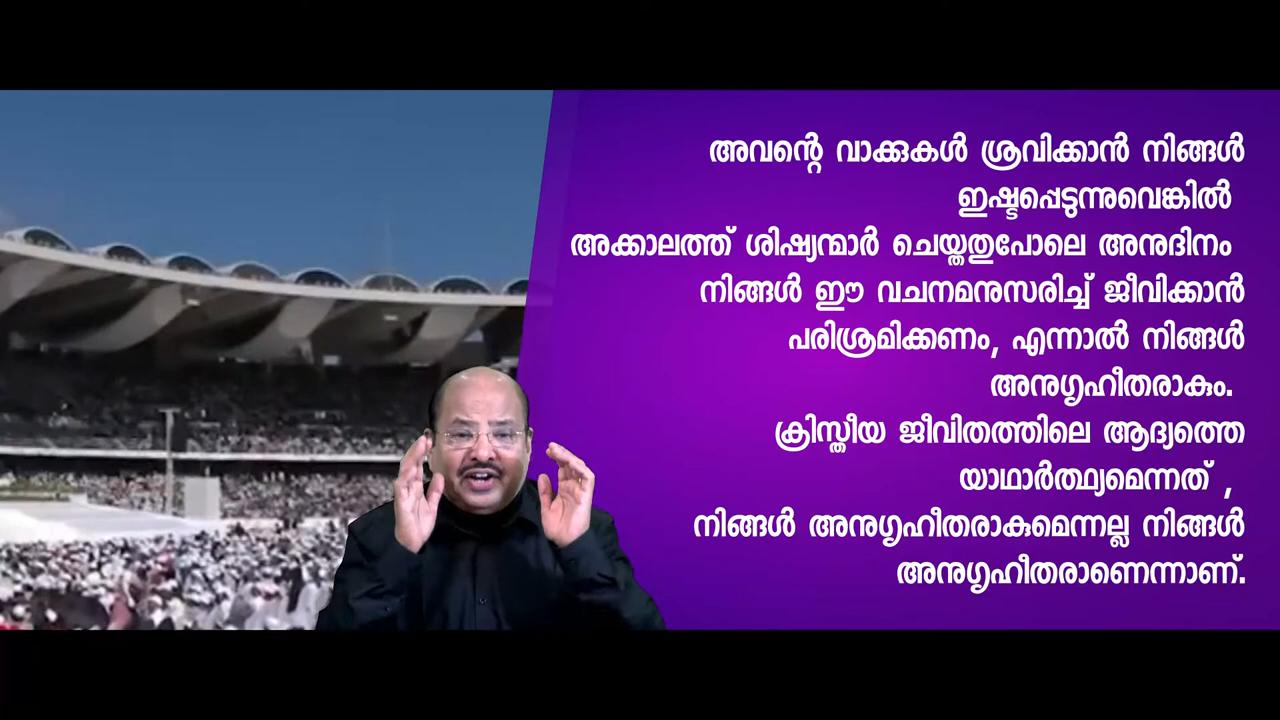 അവന്റെ വാക്കുകൾ ശ്രവിക്കാൻ നിങ്ങൾ
ഇഷ്ടപ്പെടുന്നുവെങ്കിൽ
അക്കാലത്ത് ശിഷ്യന്മാർ ചെയ്തതുപോലെ അനുദിനം
നിങ്ങൾ ഈ വചനമനുസരിച്ച് ജീവിക്കാൻ
പരിശ്രമിക്കണം, എന്നാൽ നിങ്ങൾ
അനുഗൃഹീതരാകും.
ക്രിസ്തീയ ജീവിതത്തിലെ ആദ്യത്തെ
യാഥാർത്ഥ്യമെന്നത് ,
നിങ്ങൾ അനുഗൃഹീതരാകുമെന്നല്ല നിങ്ങൾ
അനുഗൃഹീതരാണെന്നാണ്.